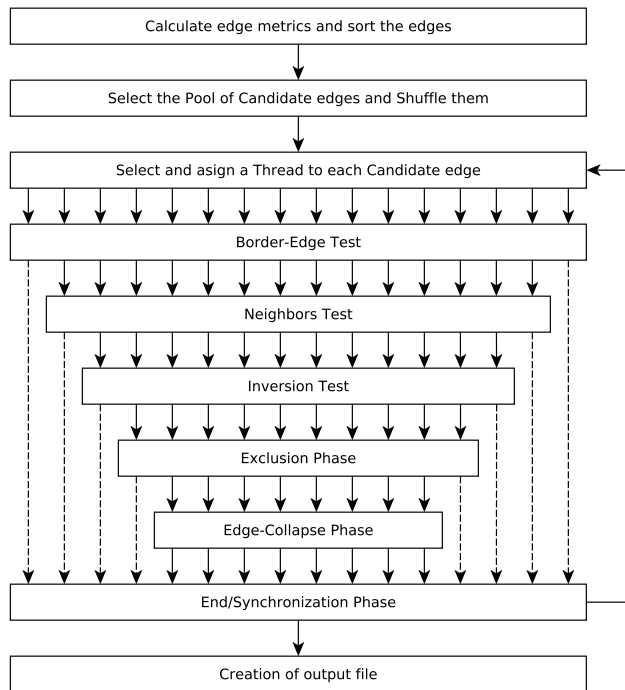 Calculate edge metrics and sort the edges
Select the Pool of Candidate edges and Shuffle them
Select and asign a Thread to each Candidate edge
Border-Edge Test
Neighbors Test
Inversion Test
Exclusion Phase
Edge-Collapse Phase
End/Synchronization Phase
Creation of output file